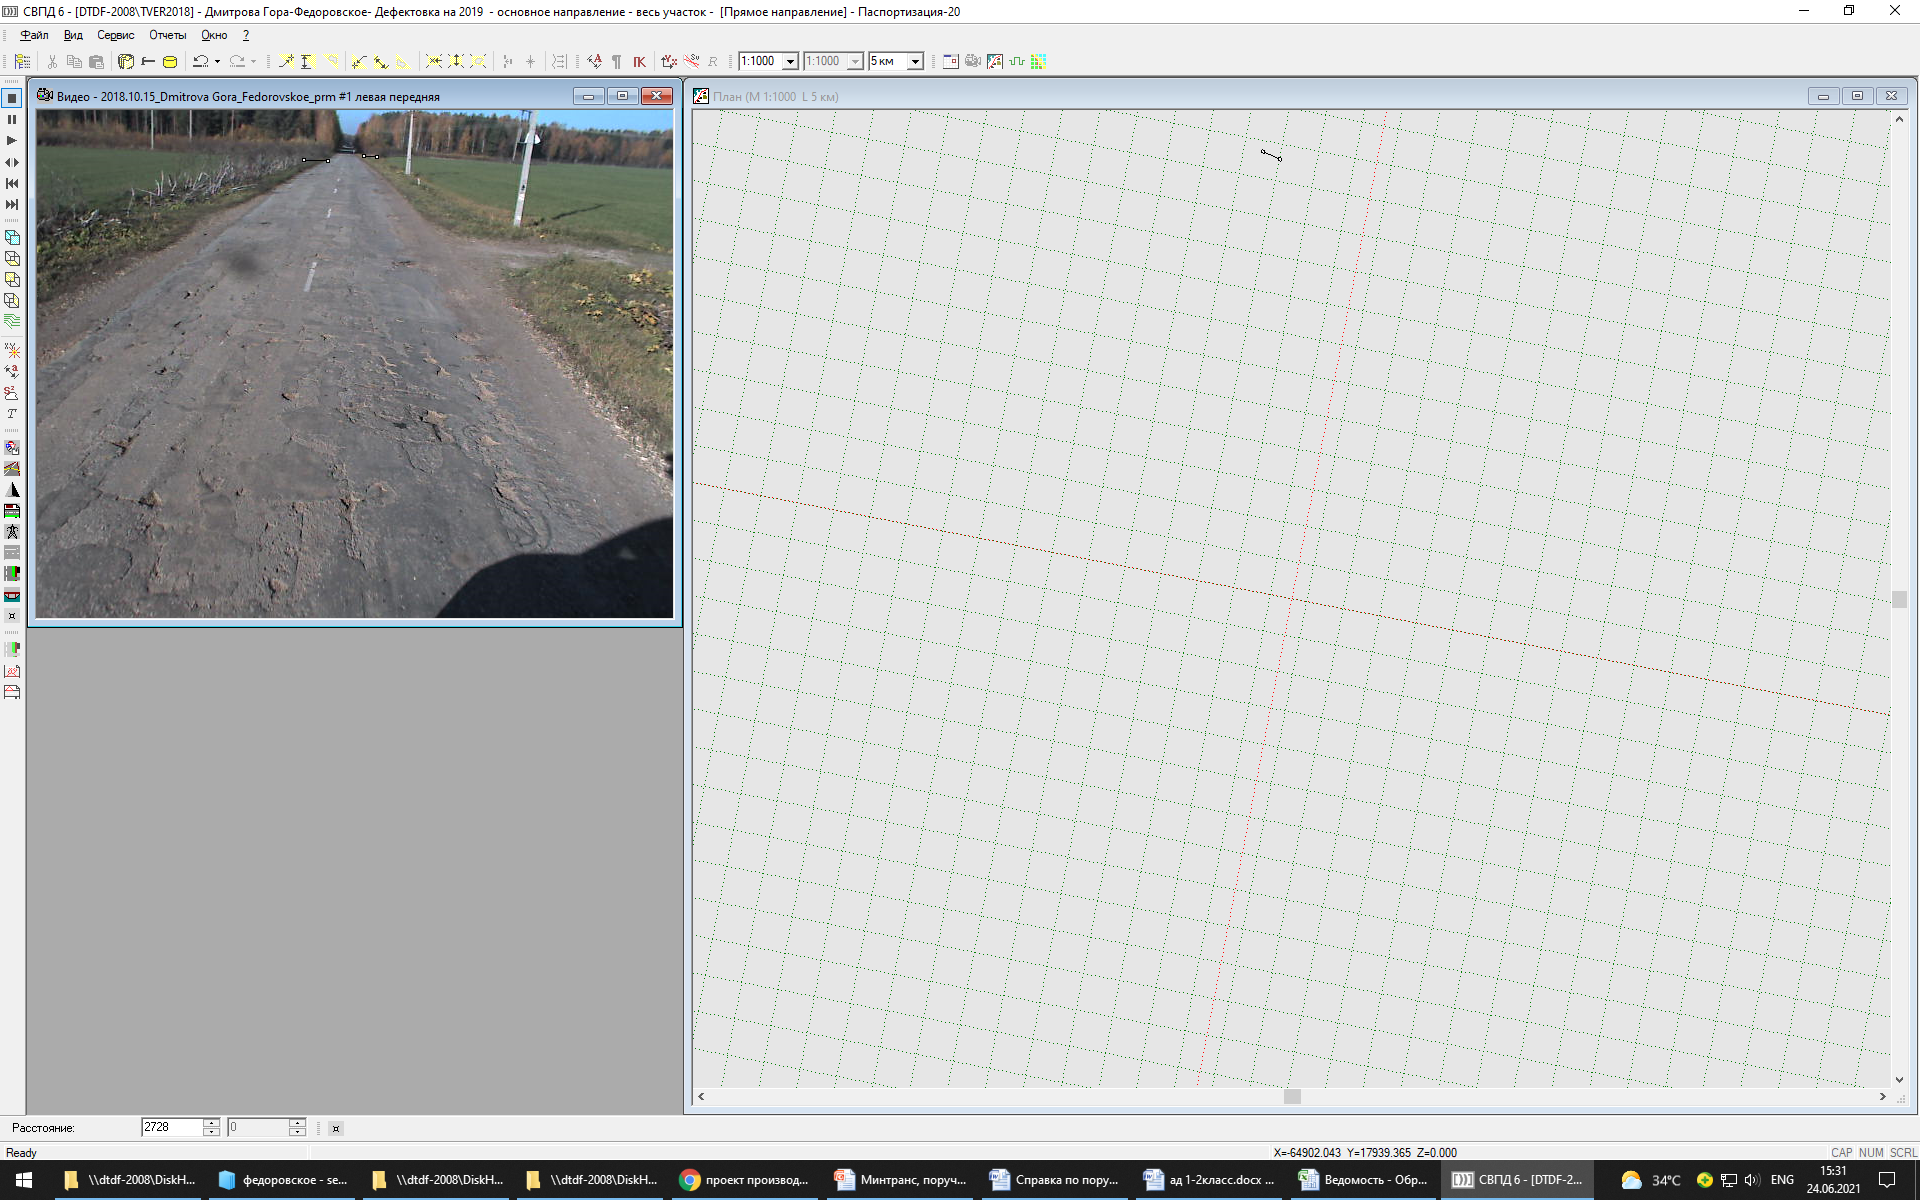 СВПД 6 - [DTDF-2008\TVER2018] - Дмитрова Гора-Федоровское- Дефектовка на 2019 - основное направление - весь участок - [Прямое направление] - Паспортизация-20
Файл Вид Сервис Отчеты Окно ?
1:1000 1:1000 5 км
Видео - 2018.10.15_Dmitrova Gora_Fedorovskoe_prm #1 левая передняя
План (М 1:1000 L 5 км)
Расстояние: 2728 0
Ready X=-64902.043 Y=17939.365 Z=0.000 CAP NUM SCRL
\\dtdf-2008\DiskH... федоровское - se... \\dtdf-2008\DiskH... \\dtdf-2008\DiskH... проект производ... Минтранс, поруч... Справка по пору... ад 1-2класс.docx ... Ведомость - Обр... СВПД 6 - [DTDF-2... 34°C ENG 15:31
24.06.2021